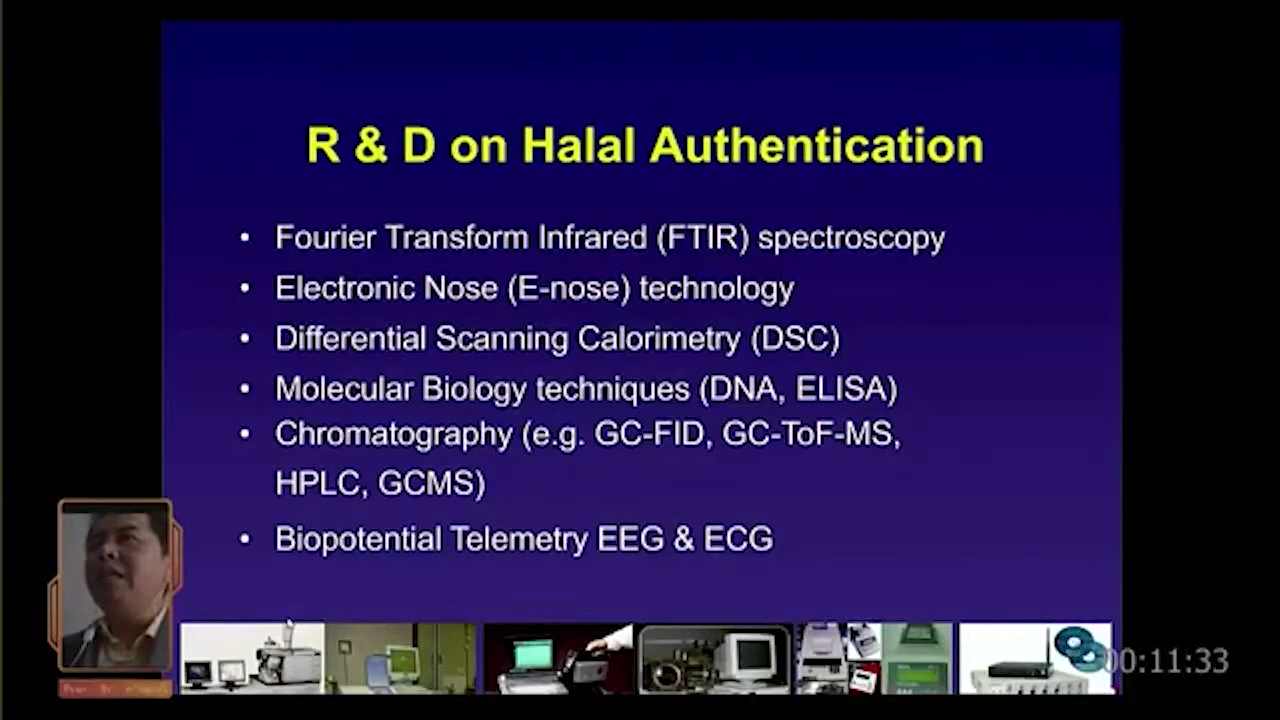 R & D on Halal Authentication
• Fourier Transform Infrared (FTIR) spectroscopy
• Electronic Nose (E-nose) technology
• Differential Scanning Calorimetry (DSC)
• Molecular Biology techniques (DNA, ELISA)
• Chromatography (e.g. GC-FID, GC-ToF-MS,
HPLC, GCMS)
• Biopotential Telemetry EEG & ECG
00:11:33